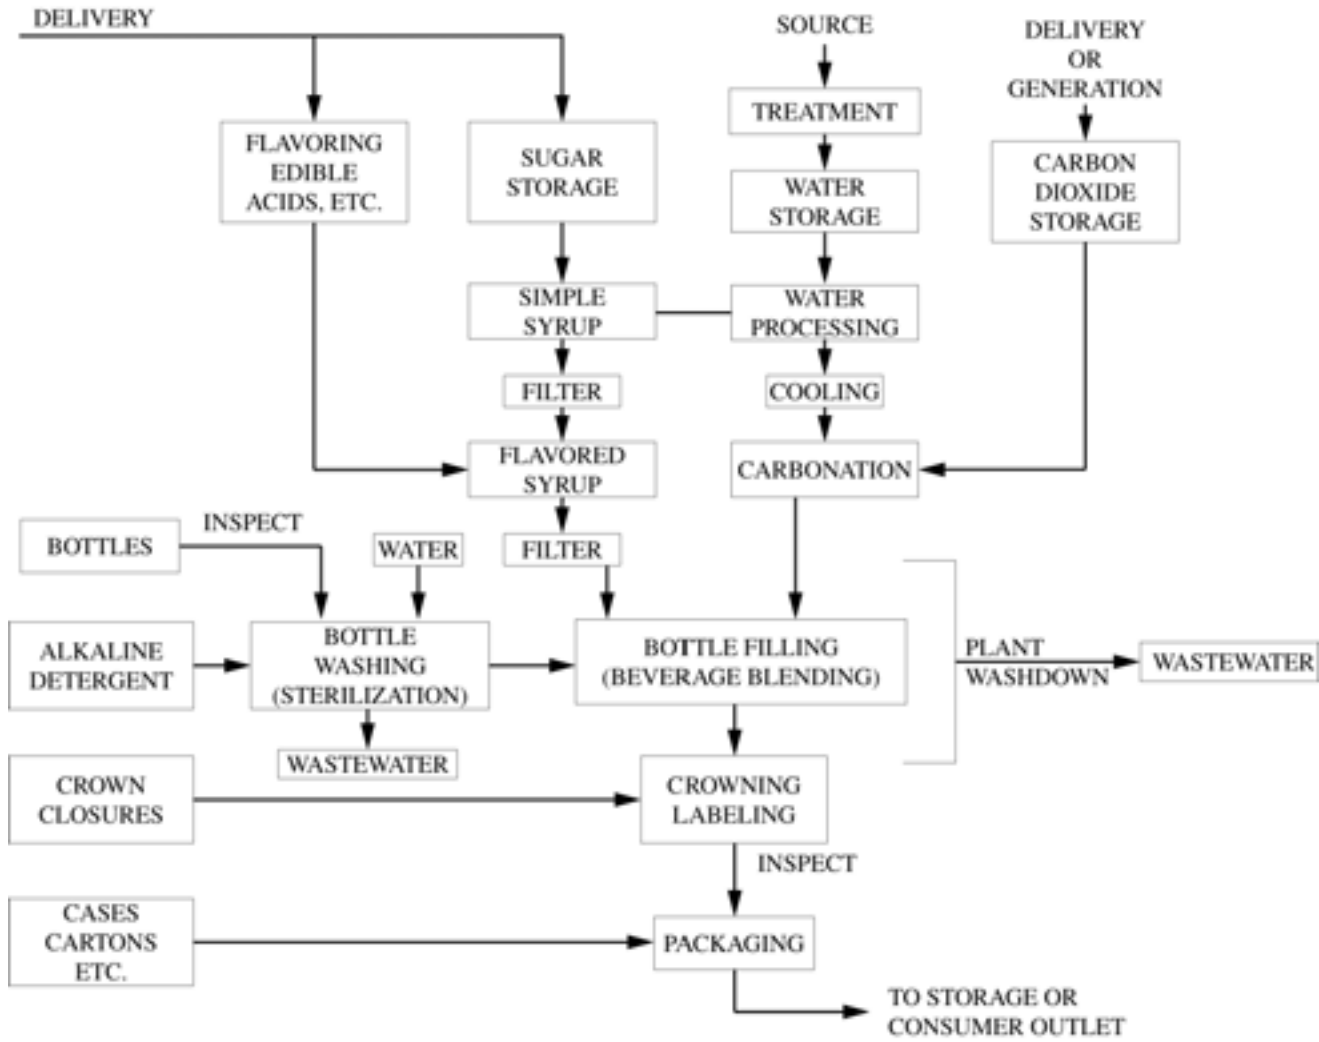 DELIVERY
SOURCE
DELIVERY
OR
GENERATION
TREATMENT
FLAVORING
EDIBLE
ACIDS, ETC.
SUGAR
STORAGE
WATER
STORAGE
CARBON
DIOXIDE
STORAGE
SIMPLE
SYRUP
WATER
PROCESSING
FILTER
COOLING
FLAVORED
SYRUP
CARBONATION
INSPECT
BOTTLES
WATER
FILTER
ALKALINE
DETERGENT
BOTTLE
WASHING
(STERILIZATION)
BOTTLE FILLING
(BEVERAGE BLENDING)
PLANT
WASHDOWN
WASTEWATER
WASTEWATER
CROWN
CLOSURES
CROWNING
LABELING
INSPECT
CASES
CARTONS
ETC.
PACKAGING
TO STORAGE OR
CONSUMER OUTLET